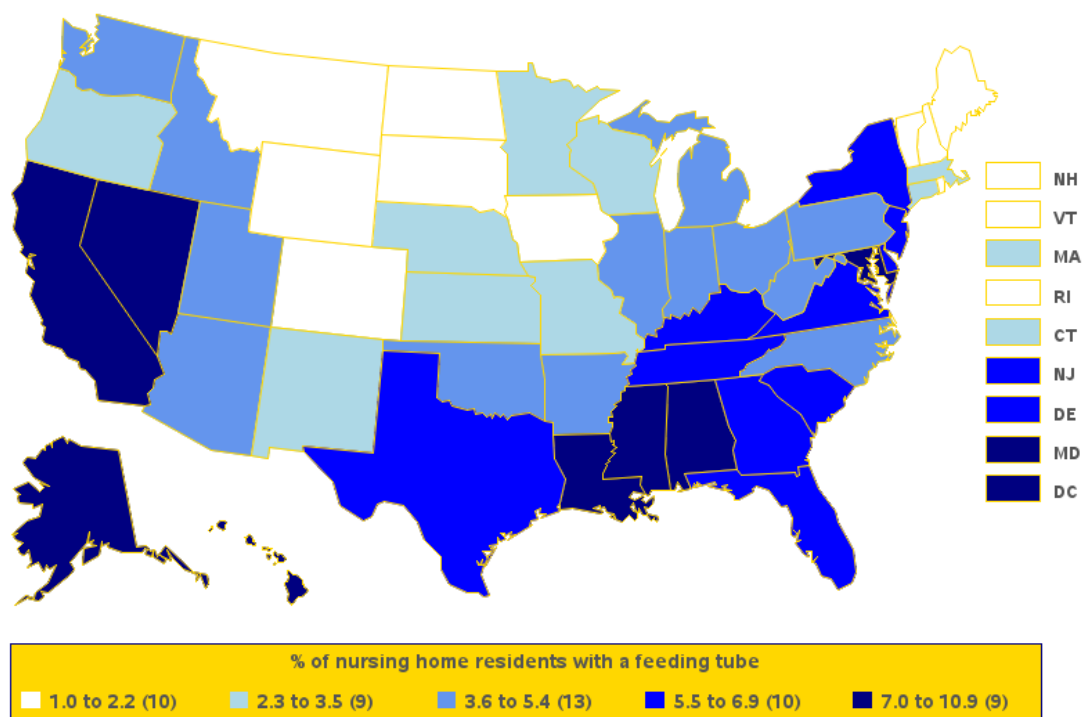 NH
VT
MA
RI
CT
NJ
DE
MD
DC
% of nursing home residents with a feeding tube
1.0 to 2.2 (10) 2.3 to 3.5 (9) 3.6 to 5.4 (13) 5.5 to 6.9 (10) 7.0 to 10.9 (9)